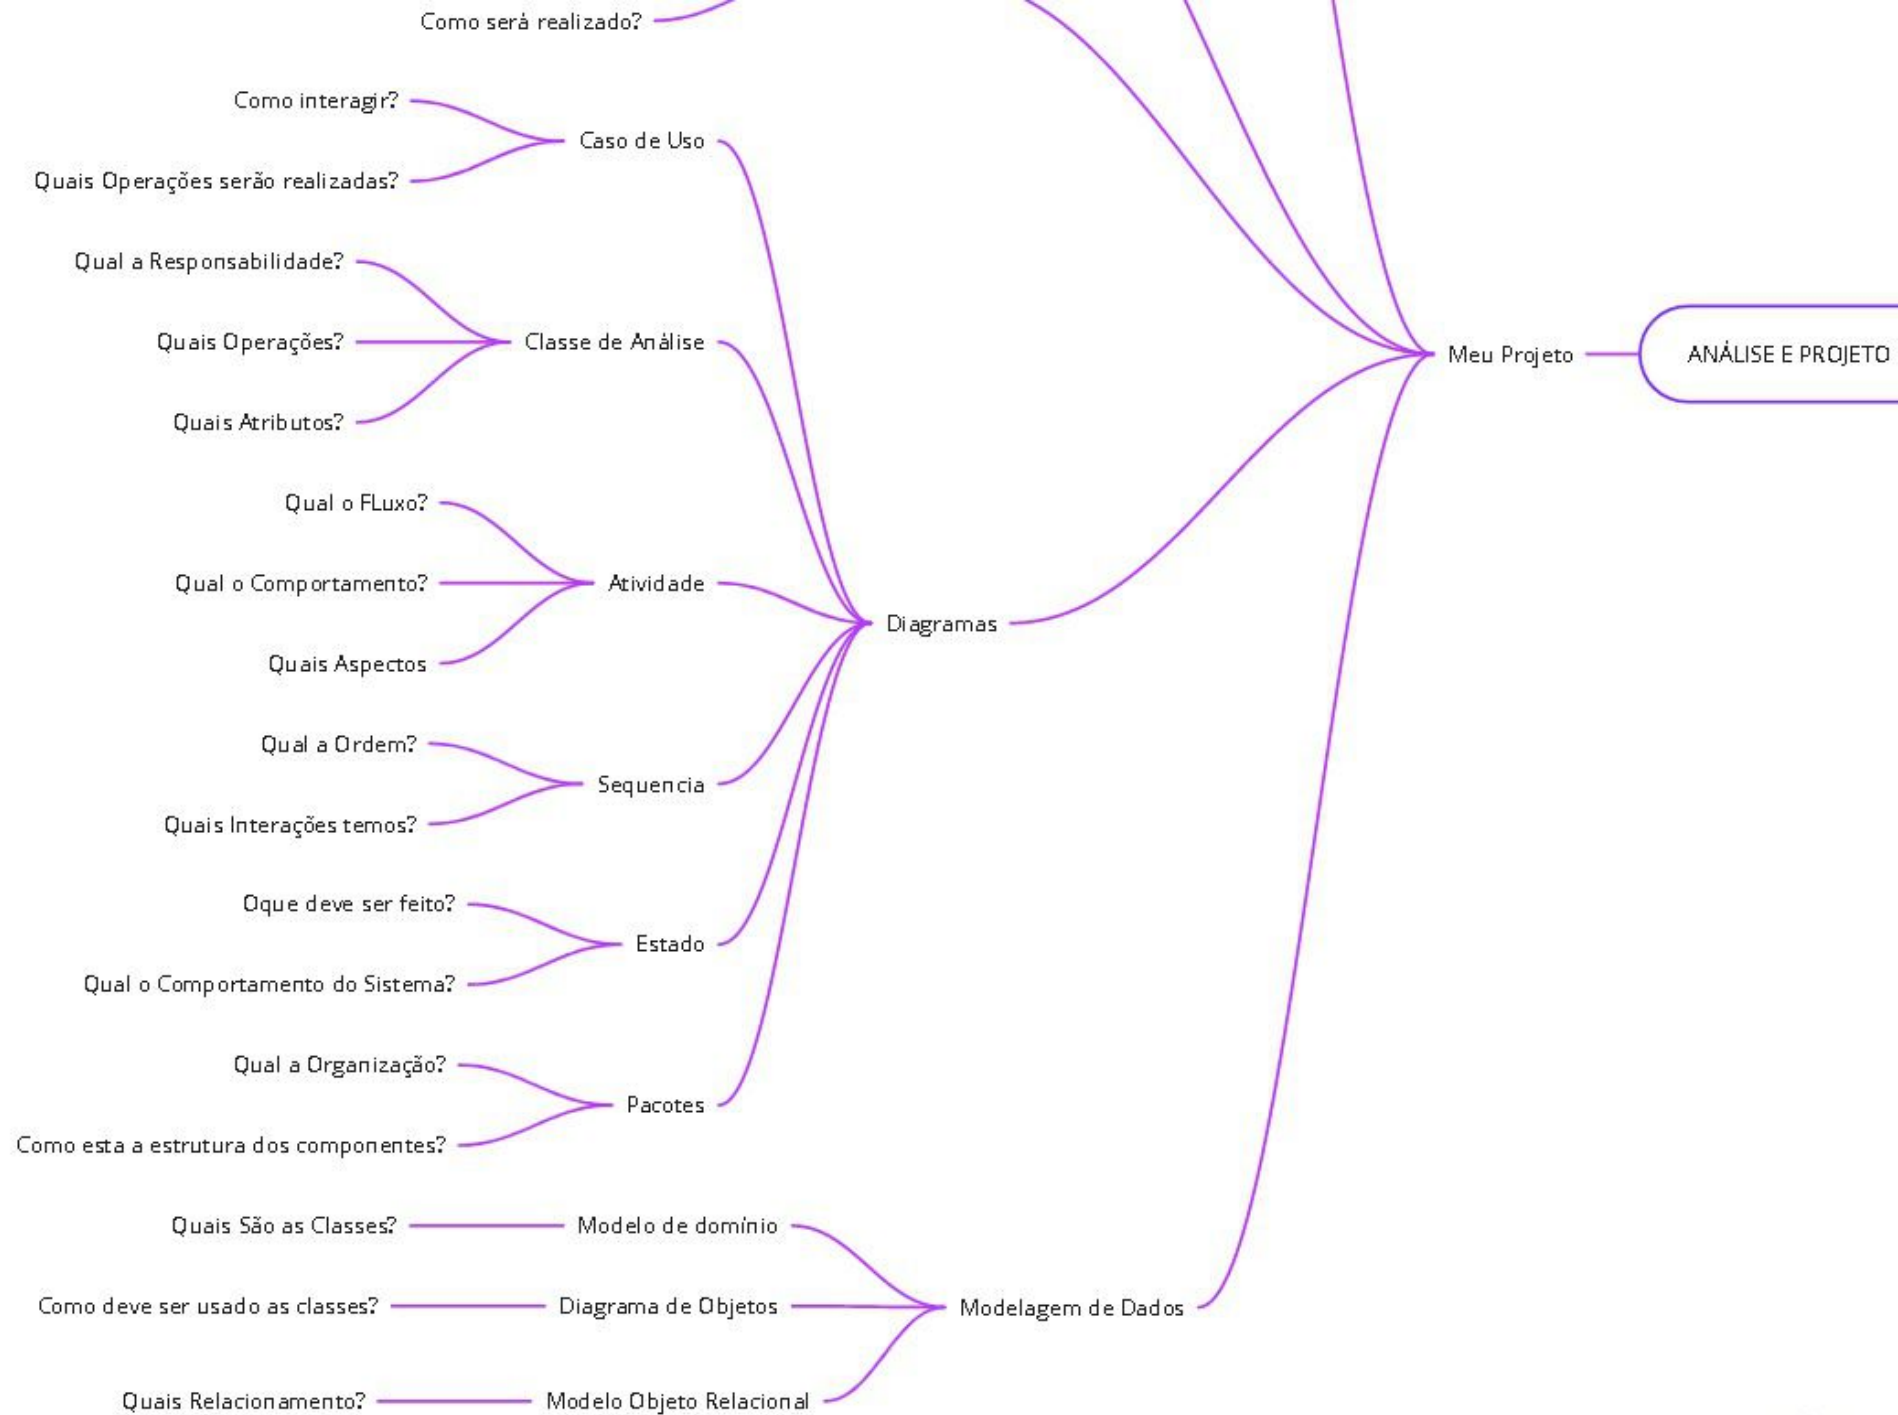 Como será realizado?
Como interagir?
Caso de Uso
Quais Operações serão realizadas?
Qual a Responsabilidade?
Quais Operações?
Classe de Análise
Meu Projeto
ANÁLISE E PROJETO
Quais Atributos?
Qual o FLuxo?
Qual o Comportamento?
Atividade
Diagramas
Quais Aspectos
Qual a Ordem?
Sequencia
Quais Interações temos?
Oque deve ser feito?
Estado
Qual o Comportamento do Sistema?
Qual a Organização?
Pacotes
Como esta a estrutura dos componentes?
Quais São as Classes?
Modelo de domínio
Como deve ser usado as classes?
Diagrama de Objetos
Modelagem de Dados
Quais Relacionamento?
Modelo Objeto Relacional